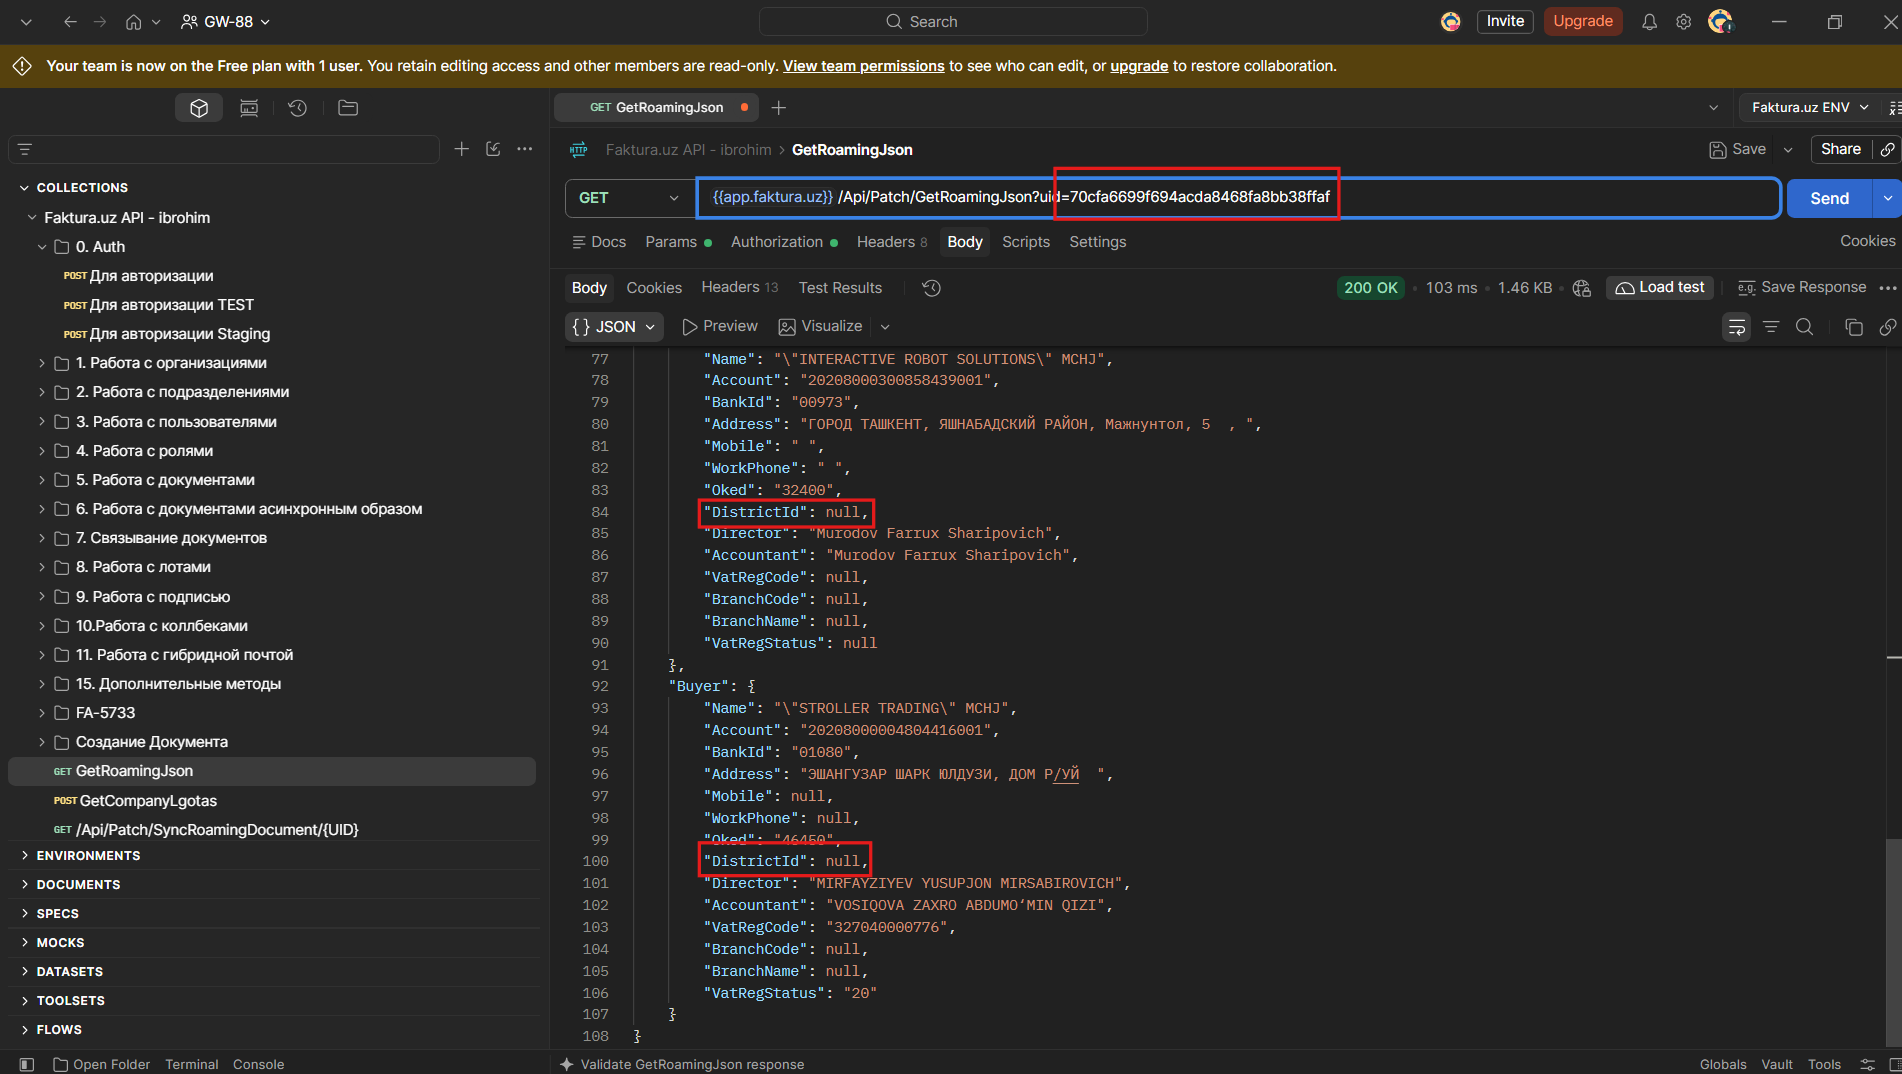 GW-88
Search
Invite
Upgrade
Your team is now on the Free plan with 1 user. You retain editing access and other members are read-only. View team permissions to see who can edit, or upgrade to restore collaboration.
GET GetRoamingJson
Faktura.uz ENV
Faktura.uz API - ibrohim > GetRoamingJson
Save
Share
COLLECTIONS
Faktura.uz API - ibrohim
0. Auth
POST Для авторизации
POST Для авторизации TEST
POST Для авторизации Staging
1. Работа с организациями
2. Работа с подразделениями
3. Работа с пользователями
4. Работа с ролями
5. Работа с документами
6. Работа с документами асинхронным образом
7. Связывание документов
8. Работа с лотами
9. Работа с подписью
10.Работа с коллбеками
11. Работа с гибридной почтой
15. Дополнительные методы
FA-5733
Создание Документа
GET GetRoamingJson
POST GetCompanyLgotas
GET /Api/Patch/SyncRoamingDocument/{UID}
ENVIRONMENTS
DOCUMENTS
SPECS
MOCKS
DATASETS
TOOLSETS
FLOWS
GET
{{app.faktura.uz}} /Api/Patch/GetRoamingJson?uid=70cfa6699f694acda8468fa8bb38ffaf
Send
Docs Params Authorization Headers 8 Body Scripts Settings
Cookies
Body Cookies Headers 13 Test Results
200 OK • 103 ms • 1.46 KB
Load test
e.g. Save Response
{} JSON Preview Visualize
77 "Name": "\"INTERACTIVE ROBOT SOLUTIONS\" MCHJ",
78 "Account": "20208000300858439001",
79 "BankId": "00973",
80 "Address": "ГОРОД ТАШКЕНТ, ЯШНАБАДСКИЙ РАЙОН, Мажнунтол, 5  , ",
81 "Mobile": " ",
82 "WorkPhone": " ",
83 "Oked": "32400",
84 "DistrictId": null,
85 "Director": "Murodov Farrux Sharipovich",
86 "Accountant": "Murodov Farrux Sharipovich",
87 "VatRegCode": null,
88 "BranchCode": null,
89 "BranchName": null,
90 "VatRegStatus": null
91 },
92 "Buyer": {
93 "Name": "\"STROLLER TRADING\" MCHJ",
94 "Account": "20208000004804416001",
95 "BankId": "01080",
96 "Address": "ЭШАНГУЗАР ШАРК ЮЛДУЗИ, ДОМ Р/УЙ  ",
97 "Mobile": null,
98 "WorkPhone": null,
99 "Oked": "46450",
100 "DistrictId": null,
101 "Director": "MIRFAYZIYEV YUSUPJON MIRSABIROVICH",
102 "Accountant": "VOSIQOVA ZAXRO ABDUMO‘MIN QIZI",
103 "VatRegCode": "327040000776",
104 "BranchCode": null,
105 "BranchName": null,
106 "VatRegStatus": "20"
107 }
108 }
Open Folder Terminal Console
Validate GetRoamingJson response
Globals Vault Tools